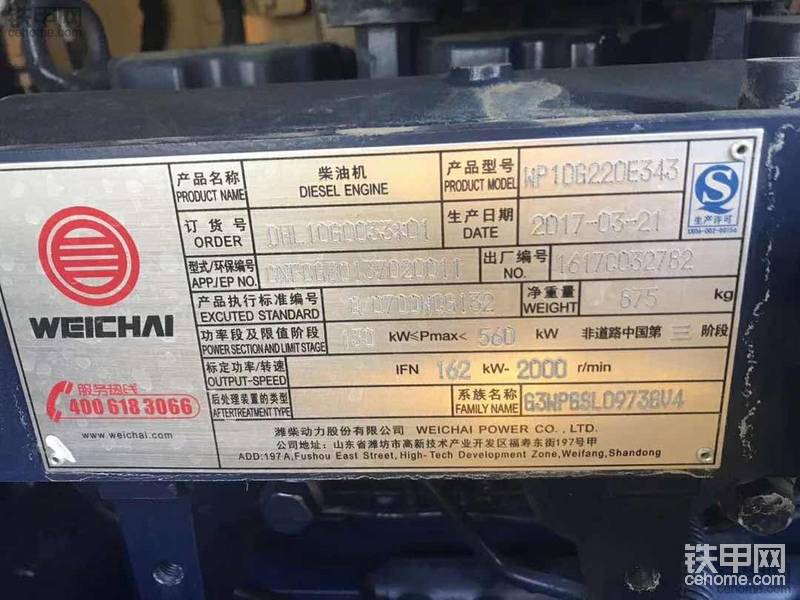 铁甲网
cehome.com
产品名称 柴油机 产品型号 WP10G220E343
PRODUCT NAME DIESEL ENGINE PRODUCT MODEL
订货号 生产日期 2017-03-21
ORDER DHL10G0033*01 DATE
型式/环保编号 出厂编号 1617C032782
APP./EP NO. NO.
产品执行标准编号 净重量 875
EXCUTED STANDARD WEIGHT
功率段及限值阶段 130 kW≤Pmax< 560 kW 非道路中国第 三 阶段
POWER SECTION AND LIMIT STAGE
标定功率/转速 IFN 162 kW- 2000 r/min
OUTPUT-SPEED
后处理装置的类型 系族名称
AFTERTREATMENT TYPE FAMILY NAME
WEICHAI
服务热线
400 618 3066
www.weichai.com
生产许可
潍柴动力股份有限公司 WEICHAI POWER CO., LTD.
公司地址: 山东省潍坊市高新技术产业开发区福寿东街197号甲
ADD:197 A,Fushou East Street, High-Tech Development Zone,Weifang,Shandong
铁甲网
cehome.com